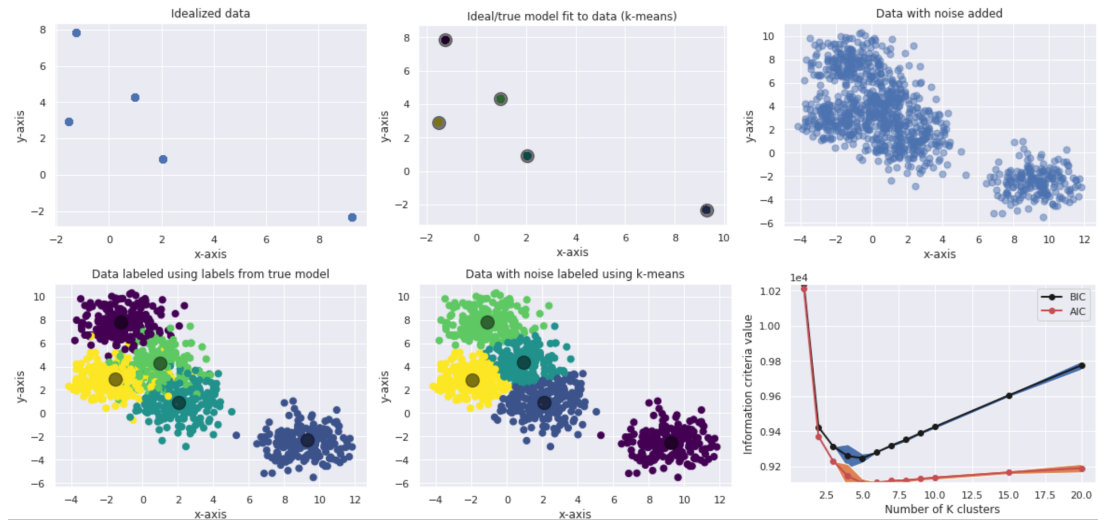 Idealized data
8
6
4
2
0
−2
y-axis
−2 0 2 4 6 8
x-axis
Ideal/true model fit to data (k-means)
8
6
4
2
0
−2
y-axis
−2 0 2 4 6 8 10
x-axis
Data with noise added
10
8
6
4
2
0
−2
−4
−6
y-axis
−4 −2 0 2 4 6 8 10 12
x-axis
Data labeled using labels from true model
10
8
6
4
2
0
−2
−4
−6
y-axis
−4 −2 0 2 4 6 8 10 12
x-axis
Data with noise labeled using k-means
10
8
6
4
2
0
−2
−4
−6
y-axis
−4 −2 0 2 4 6 8 10 12
x-axis
1e4
1.02
1.00
0.98
0.96
0.94
0.92
Information criteria value
BIC
AIC
2.5 5.0 7.5 10.0 12.5 15.0 17.5 20.0
Number of K clusters